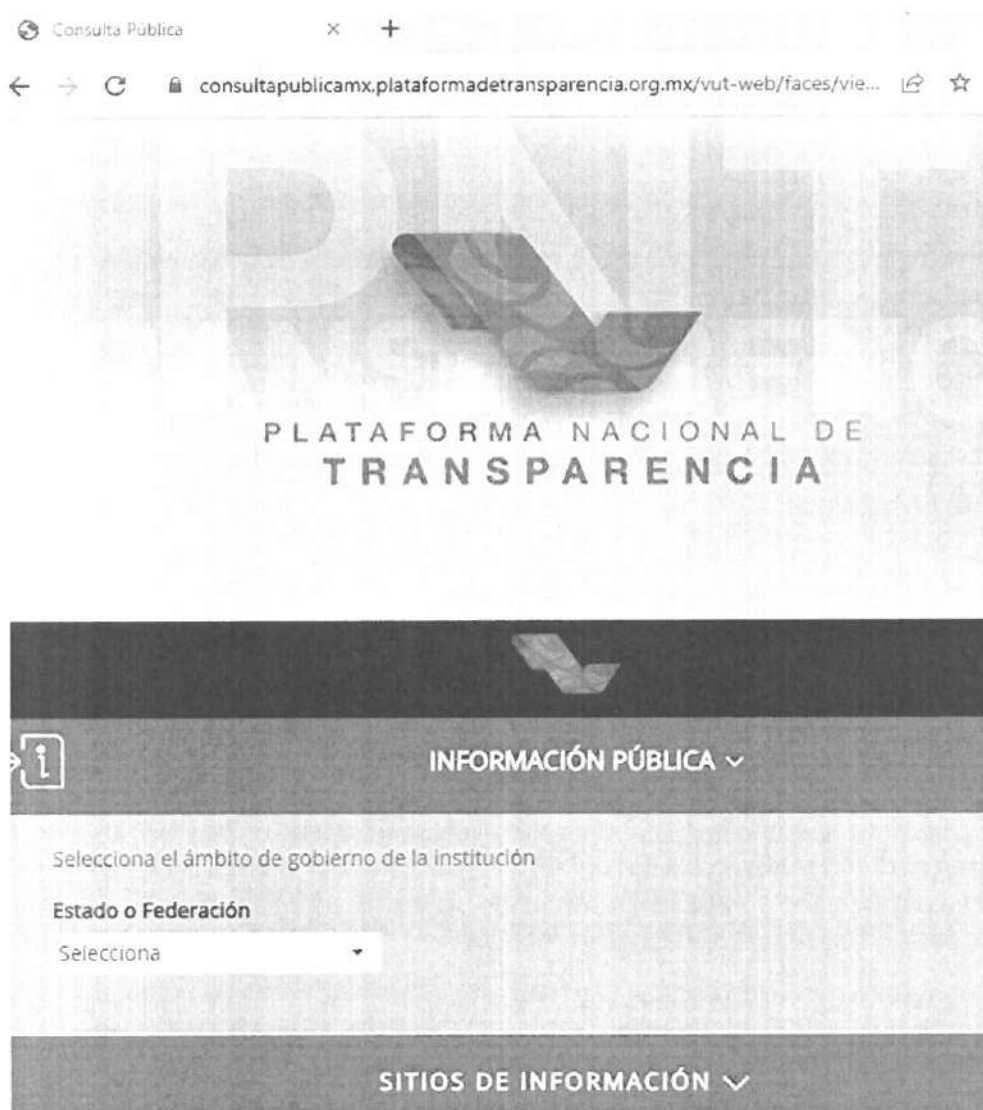 Consulta Pública
consultapublicamx.plataformadetransparencia.org.mx/vut-web/faces/vie...
PLATAFORMA NACIONAL DE
TRANSPARENCIA
INFORMACIÓN PÚBLICA
Selecciona el ámbito de gobierno de la institución
Estado o Federación
Selecciona
SITIOS DE INFORMACIÓN